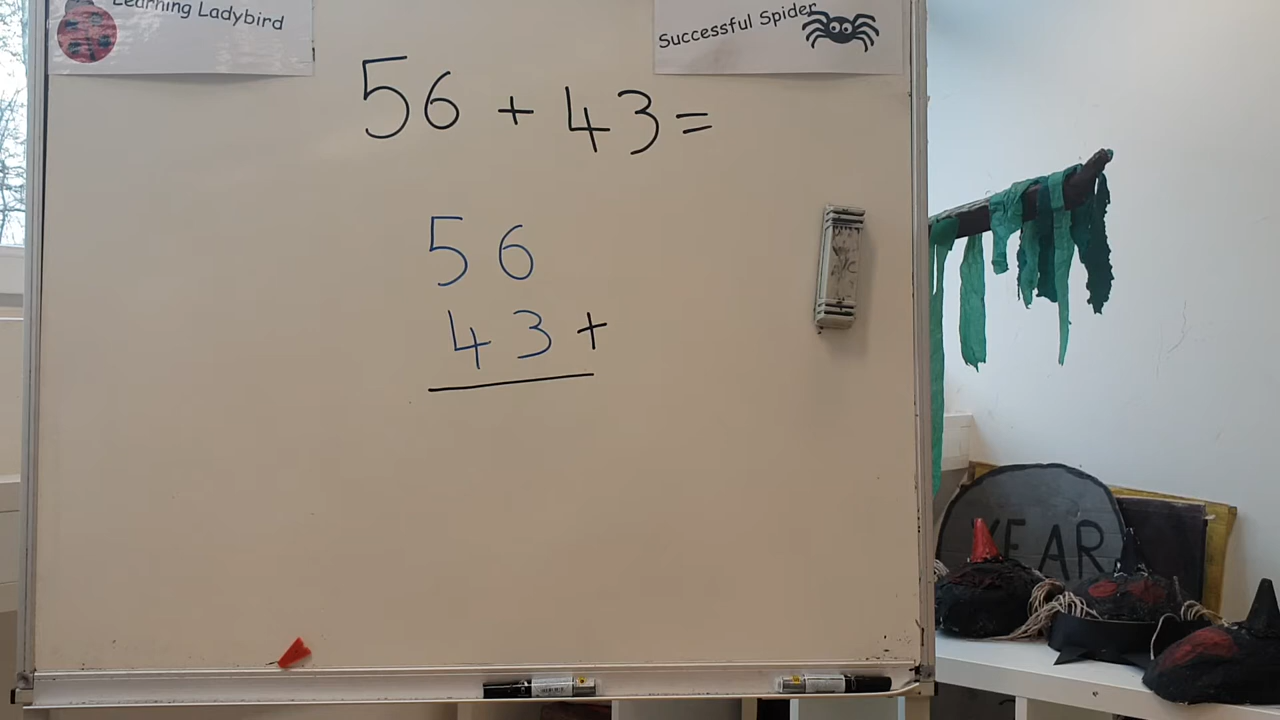 Learning Ladybird
Successful Spider
56 + 43 =
56
43 +
YEAR